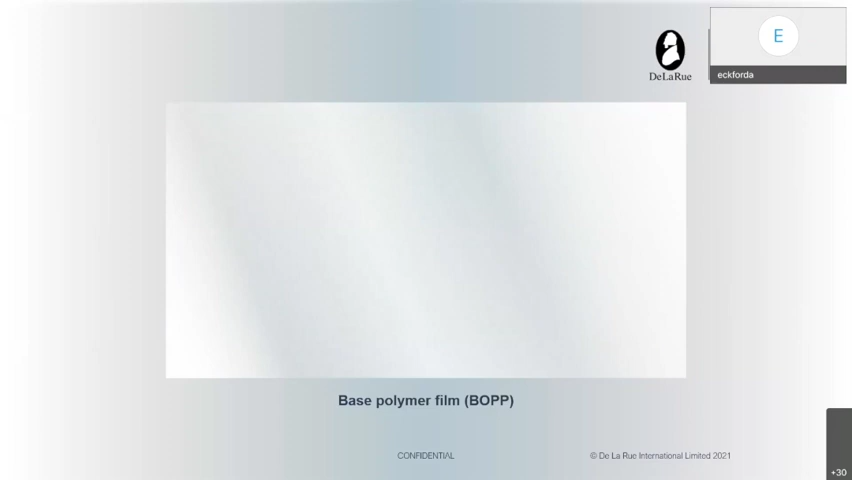 DeLaRue
E
eckforda
Base polymer film (BOPP)
CONFIDENTIAL
© De La Rue International Limited 2021
+30